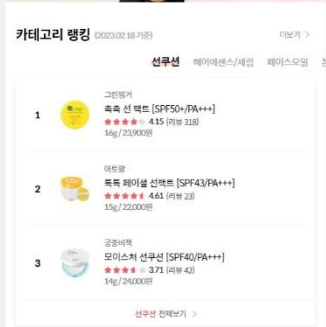 카테고리 랭킹 (2023.02.18 기준)
더보기 >
선쿠션 헤어에센스/세럼 페이스오일
1
그린핑거
촉촉 선 팩트 [SPF50+/PA+++]
4.15 (리뷰 318)
16g/23,900원
2
아토팜
톡톡 페이셜 선팩트 [SPF43/PA+++]
4.61 (리뷰 23)
15g/22,000원
3
궁중비책
모이스처 선쿠션 [SPF40/PA+++]
3.71 (리뷰 42)
14g/24,000원
선쿠션 전체보기 >